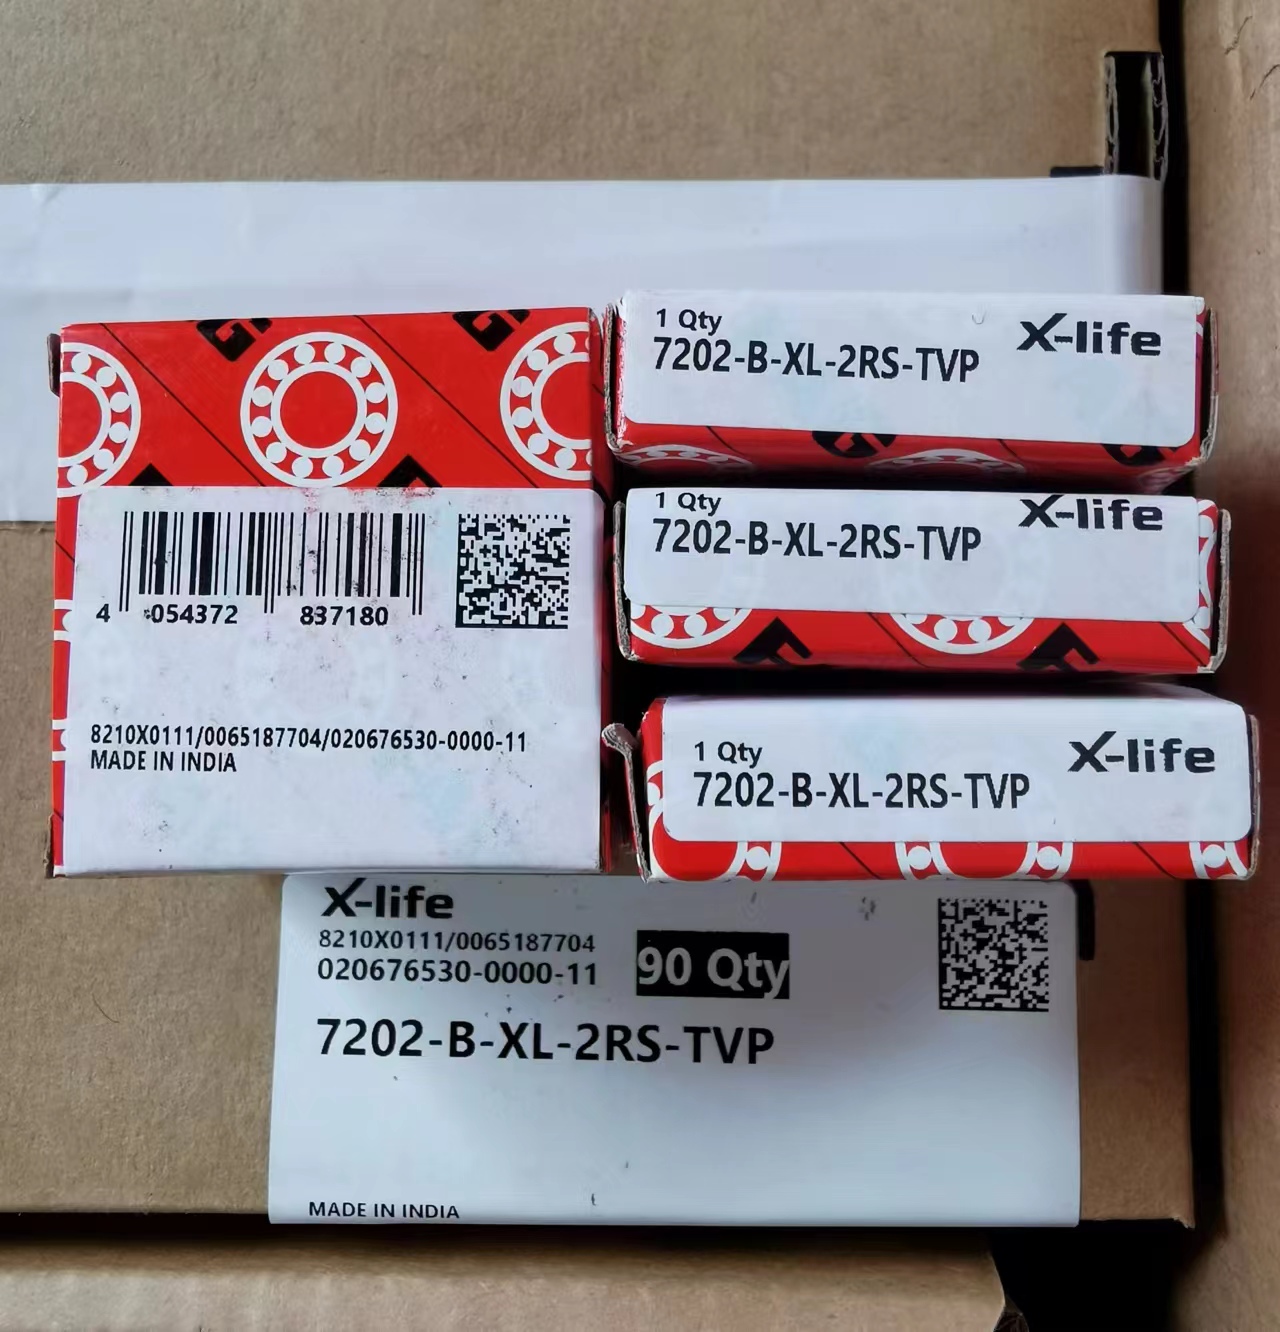 1 Qty
X-life
7202-B-XL-2RS-TVP
1 Qty
X-life
7202-B-XL-2RS-TVP
1 Qty
X-life
7202-B-XL-2RS-TVP
4 054372 837180
8210X0111/0065187704/020676530-0000-11
MADE IN INDIA
X-life
8210X0111/0065187704
020676530-0000-11
90 Qty
7202-B-XL-2RS-TVP
MADE IN INDIA